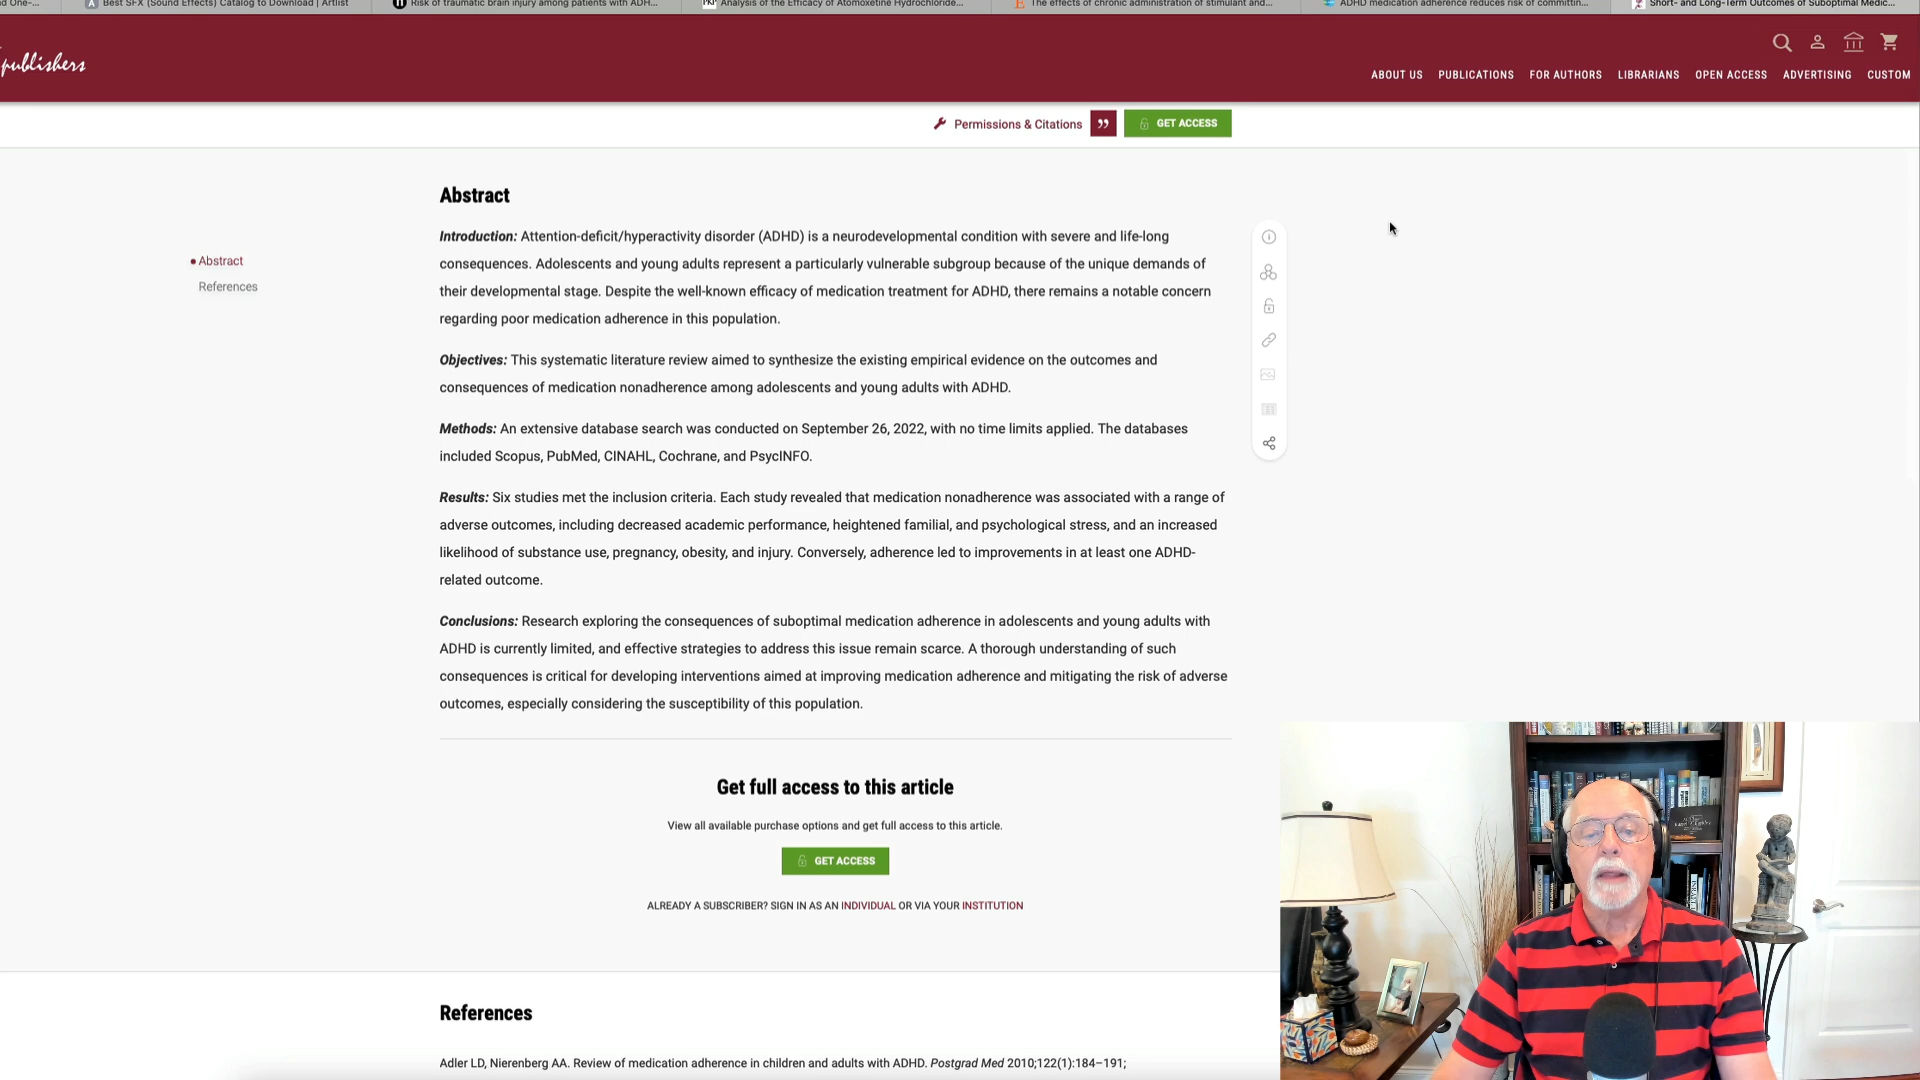 d One-...
Best SFX (Sound Effects) Catalog to Download | Artlist
Risk of traumatic brain injury among patients with ADH...
Analysis of the Efficacy of Atomoxetine Hydrochloride...
The effects of chronic administration of stimulant and...
ADHD medication adherence reduces risk of committin...
Short- and Long-Term Outcomes of Suboptimal Medic...
publishers
ABOUT US PUBLICATIONS FOR AUTHORS LIBRARIANS OPEN ACCESS ADVERTISING CUSTOM
Permissions & Citations
GET ACCESS
Abstract
References
Abstract
Introduction: Attention-deficit/hyperactivity disorder (ADHD) is a neurodevelopmental condition with severe and life-long
consequences. Adolescents and young adults represent a particularly vulnerable subgroup because of the unique demands of
their developmental stage. Despite the well-known efficacy of medication treatment for ADHD, there remains a notable concern
regarding poor medication adherence in this population.
Objectives: This systematic literature review aimed to synthesize the existing empirical evidence on the outcomes and
consequences of medication nonadherence among adolescents and young adults with ADHD.
Methods: An extensive database search was conducted on September 26, 2022, with no time limits applied. The databases
included Scopus, PubMed, CINAHL, Cochrane, and PsycINFO.
Results: Six studies met the inclusion criteria. Each study revealed that medication nonadherence was associated with a range of
adverse outcomes, including decreased academic performance, heightened familial, and psychological stress, and an increased
likelihood of substance use, pregnancy, obesity, and injury. Conversely, adherence led to improvements in at least one ADHD-
related outcome.
Conclusions: Research exploring the consequences of suboptimal medication adherence in adolescents and young adults with
ADHD is currently limited, and effective strategies to address this issue remain scarce. A thorough understanding of such
consequences is critical for developing interventions aimed at improving medication adherence and mitigating the risk of adverse
outcomes, especially considering the susceptibility of this population.
Get full access to this article
View all available purchase options and get full access to this article.
GET ACCESS
ALREADY A SUBSCRIBER? SIGN IN AS AN INDIVIDUAL OR VIA YOUR INSTITUTION
References
Adler LD, Nierenberg AA. Review of medication adherence in children and adults with ADHD. Postgrad Med 2010;122(1):184–191;